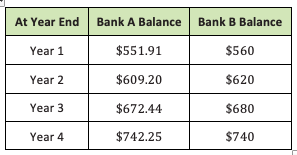 At Year End Bank A Balance Bank B Balance
Year 1 $551.91 $560
Year 2 $609.20 $620
Year 3 $672.44 $680
Year 4 $742.25 $740